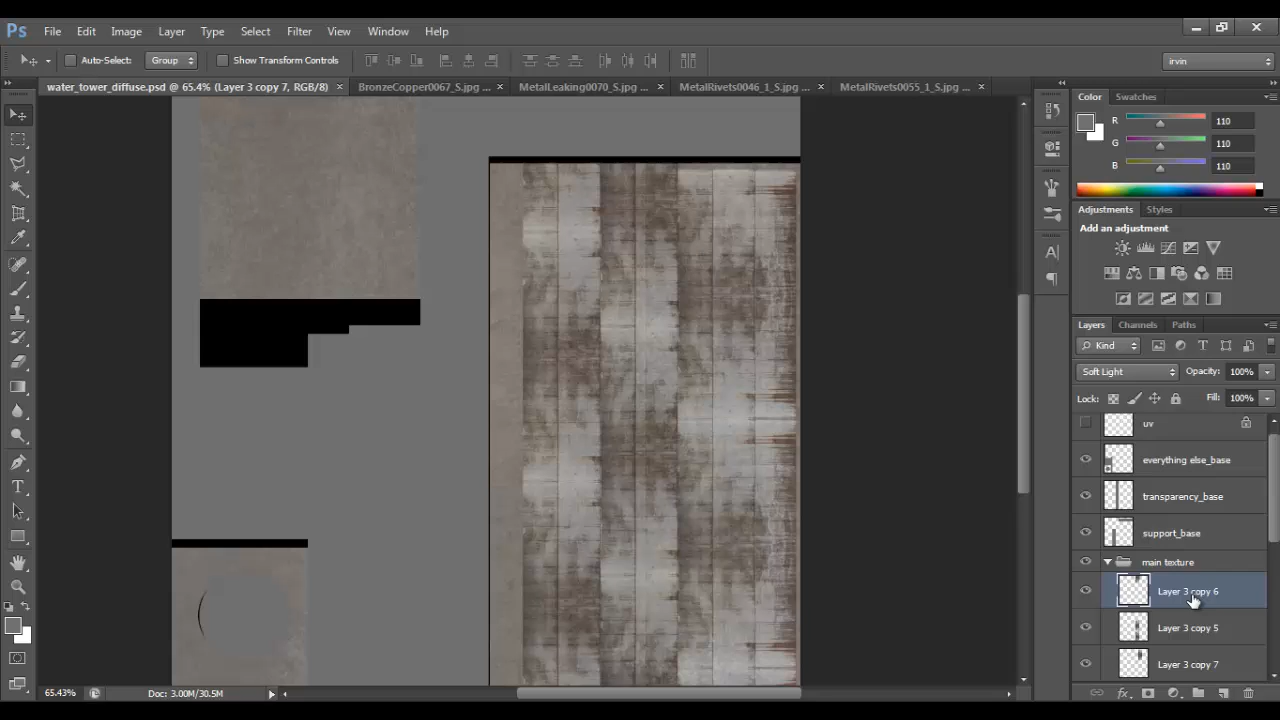 Ps File Edit Image Layer Type Select Filter View Window Help
Auto-Select: Group Show Transform Controls irvin
water_tower_diffuse.psd @ 65.4% (Layer 3 copy 7, RGB/8) × BronzeCopper0067_S.jpg ... × MetalLeaking0070_S.jpg ... × MetalRivets0046_1_S.jpg ... × MetalRivets0055_1_S.jpg ... ×
Color Swatches
R 110
G 110
B 110
Adjustments Styles
Add an adjustment
Layers Channels Paths
Kind
Soft Light Opacity: 100%
Lock: Fill: 100%
uv
everything else_base
transparency_base
support_base
main texture
Layer 3 copy 6
Layer 3 copy 5
Layer 3 copy 7
65.43% Doc: 3.00M/30.5M